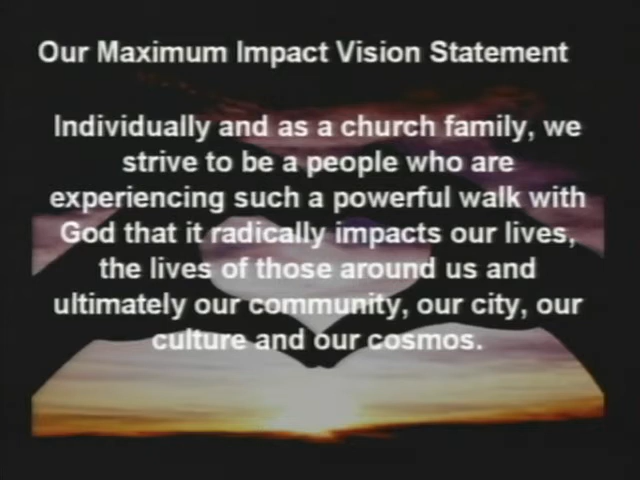 Our Maximum Impact Vision Statement
Individually and as a church family, we
strive to be a people who are
experiencing such a powerful walk with
God that it radically impacts our lives,
the lives of those around us and
ultimately our community, our city, our
culture and our cosmos.